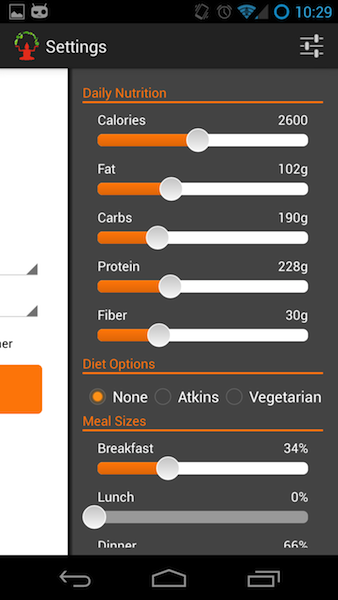 10:29
Settings
Daily Nutrition
Calories 2600
Fat 102g
Carbs 190g
Protein 228g
Fiber 30g
ner
Diet Options
None Atkins Vegetarian
Meal Sizes
Breakfast 34%
Lunch 0%
Dinner 66%